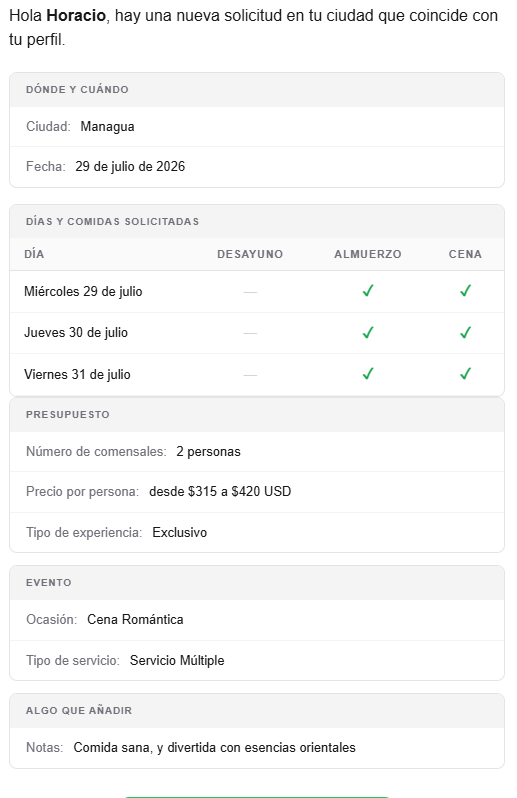 Hola Horacio, hay una nueva solicitud en tu ciudad que coincide con
tu perfil.
DÓNDE Y CUÁNDO
Ciudad: Managua
Fecha: 29 de julio de 2026
DÍAS Y COMIDAS SOLICITADAS
DÍA DESAYUNO ALMUERZO CENA
Miércoles 29 de julio — ✓ ✓
Jueves 30 de julio — ✓ ✓
Viernes 31 de julio — ✓ ✓
PRESUPUESTO
Número de comensales: 2 personas
Precio por persona: desde $315 a $420 USD
Tipo de experiencia: Exclusivo
EVENTO
Ocasión: Cena Romántica
Tipo de servicio: Servicio Múltiple
ALGO QUE AÑADIR
Notas: Comida sana, y divertida con esencias orientales